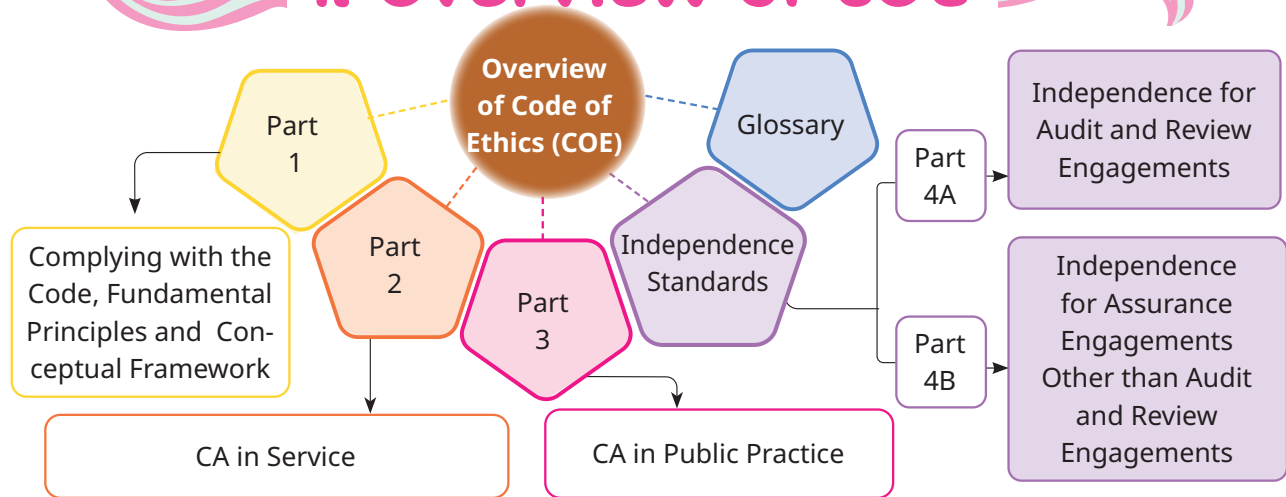 Overview
of Code of
Ethics (COE)
Part
1
Part
2
Part
3
Independence
Standards
Glossary
Complying with the
Code, Fundamental
Principles and Con-
ceptual Framework
CA in Service
CA in Public Practice
Part
4A
Independence for
Audit and Review
Engagements
Part
4B
Independence
for Assurance
Engagements
Other than Audit
and Review
Engagements